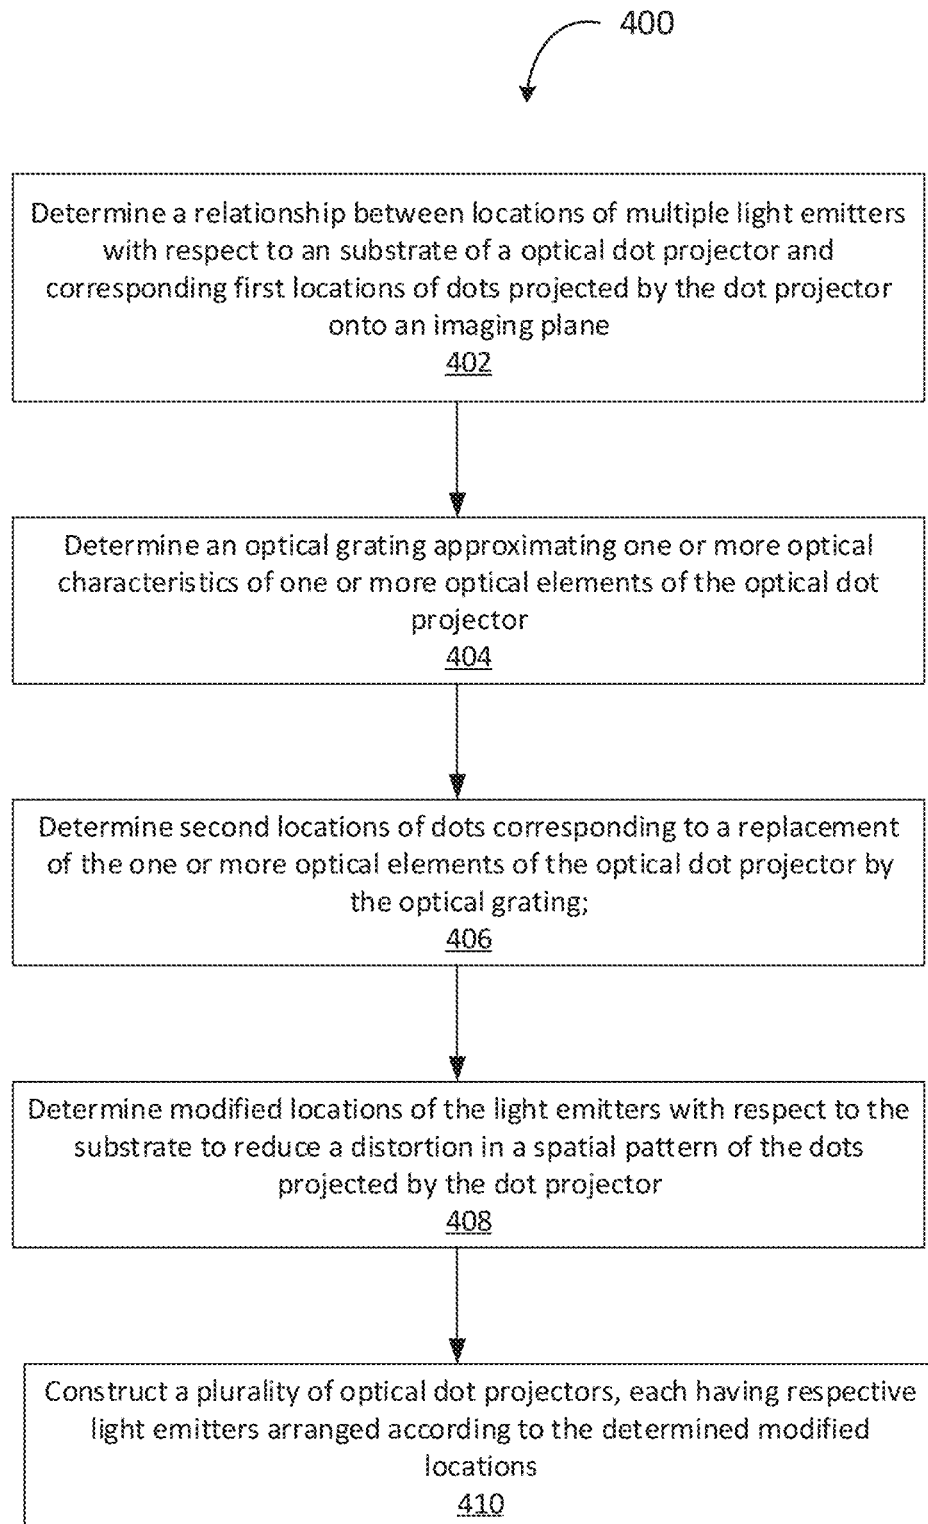 400
Determine a relationship between locations of multiple light emitters
with respect to an substrate of a optical dot projector and
corresponding first locations of dots projected by the dot projector
onto an imaging plane
402
Determine an optical grating approximating one or more optical
characteristics of one or more optical elements of the optical dot
projector
404
Determine second locations of dots corresponding to a replacement
of the one or more optical elements of the optical dot projector by
the optical grating;
406
Determine modified locations of the light emitters with respect to the
substrate to reduce a distortion in a spatial pattern of the dots
projected by the dot projector
408
Construct a plurality of optical dot projectors, each having respective
light emitters arranged according to the determined modified
locations
410